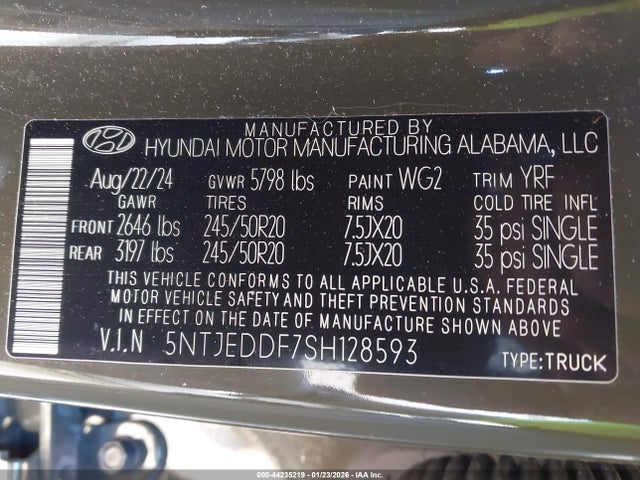 MANUFACTURED BY
HYUNDAI MOTOR MANUFACTURING ALABAMA, LLC
Aug/22/24 GVWR 5798 lbs PAINT WG2 TRIM YRF
GAWR TIRES RIMS COLD TIRE INFL
FRONT 2646 lbs 245/50R20 7.5JX20 35 psi SINGLE
REAR 3197 lbs 245/50R20 7.5JX20 35 psi SINGLE
THIS VEHICLE CONFORMS TO ALL APPLICABLE U.S.A. FEDERAL
MOTOR VEHICLE SAFETY AND THEFT PREVENTION STANDARDS
IN EFFECT ON THE DATE OF MANUFACTURE SHOWN ABOVE
V.I.N 5NTJEDDF7SH128593 TYPE:TRUCK
000-44235219 - 01/23/2026 - IAA Inc.